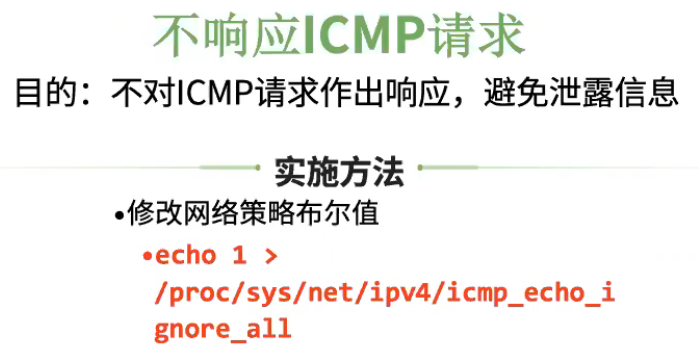 不响应ICMP请求
目的：不对ICMP请求作出响应，避免泄露信息
实施方法
•修改网络策略布尔值
•echo 1 >
/proc/sys/net/ipv4/icmp_echo_i
gnore_all